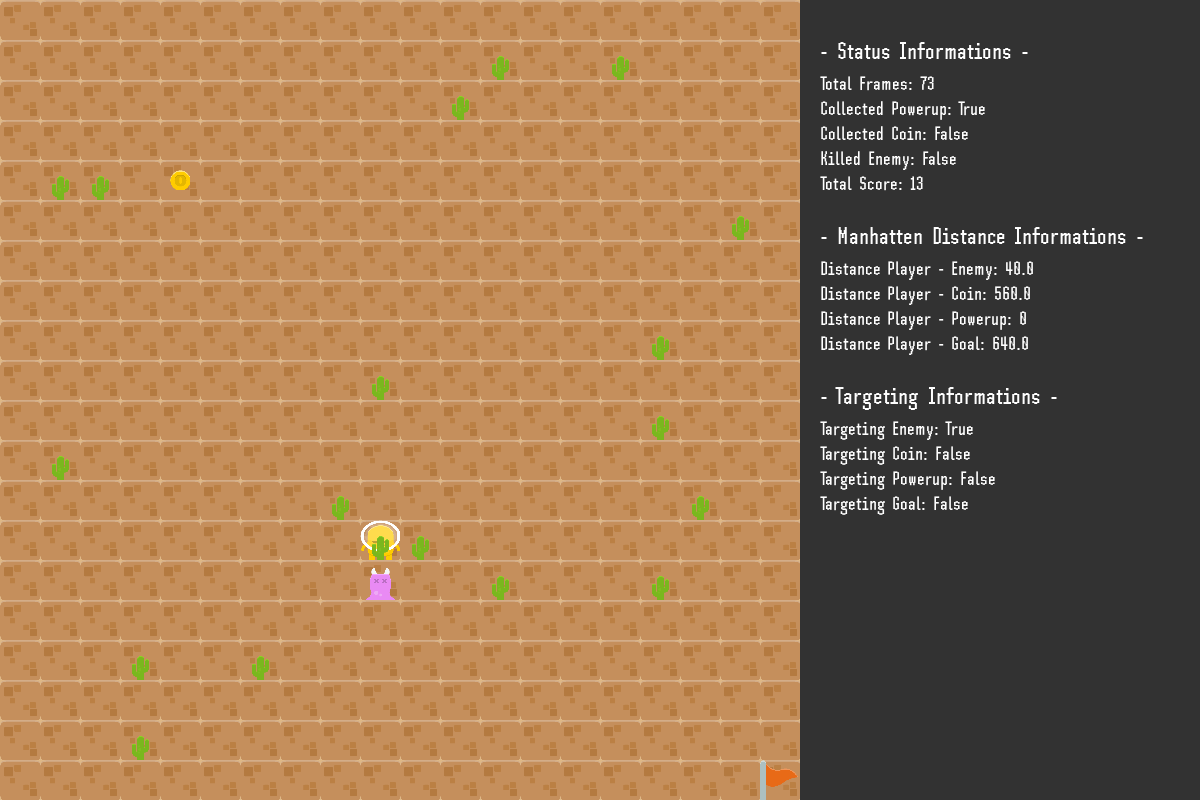 - Status Informations -
Total Frames: 73
Collected Powerup: True
Collected Coin: False
Killed Enemy: False
Total Score: 13
- Manhatten Distance Informations -
Distance Player - Enemy: 40.0
Distance Player - Coin: 560.0
Distance Player - Powerup: 0
Distance Player - Goal: 640.0
- Targeting Informations -
Targeting Enemy: True
Targeting Coin: False
Targeting Powerup: False
Targeting Goal: False